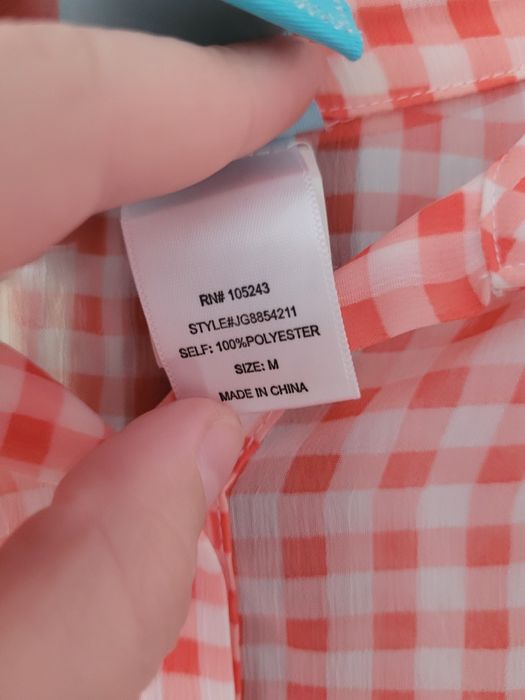 RN# 105243
STYLE#JG8854211
SELF: 100%POLYESTER
SIZE: M
MADE IN CHINA